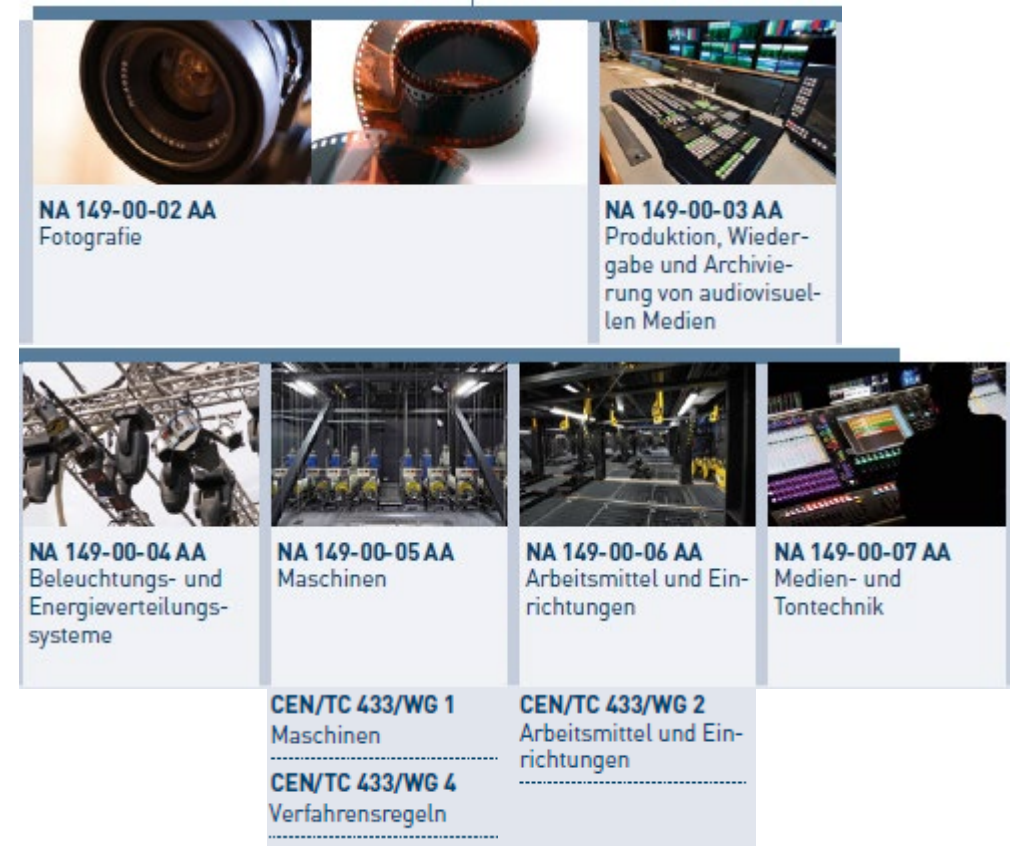 NA 149-00-02 AA
Fotografie
NA 149-00-03 AA
Produktion, Wieder-
gabe und Archivie-
rung von audiovisuel-
len Medien
NA 149-00-04 AA
Beleuchtungs- und
Energieverteilungs-
systeme
NA 149-00-05 AA
Maschinen
NA 149-00-06 AA
Arbeitsmittel und Ein-
richtungen
NA 149-00-07 AA
Medien- und
Tontechnik
CEN/TC 433/WG 1
Maschinen
CEN/TC 433/WG 4
Verfahrensregeln
CEN/TC 433/WG 2
Arbeitsmittel und Ein-
richtungen